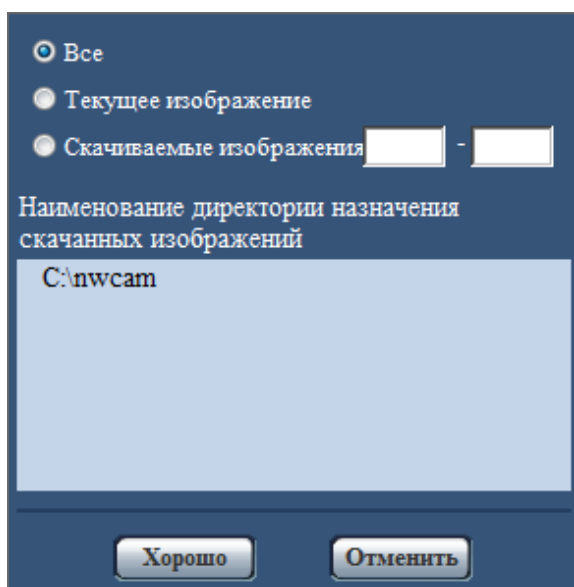 Все
Текущее изображение
Скачиваемые изображения -
Наименование директории назначения
скачанных изображений
C:\nwcam
Хорошо Отменить